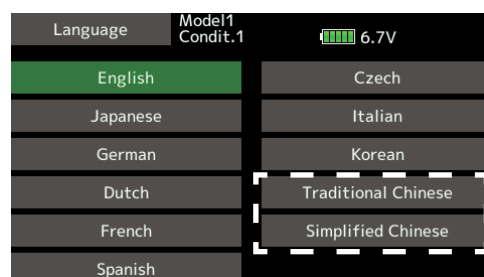 Language
Model1
Condit.1
6.7V
English
Czech
Japanese
Italian
German
Korean
Dutch
Traditional Chinese
French
Simplified Chinese
Spanish